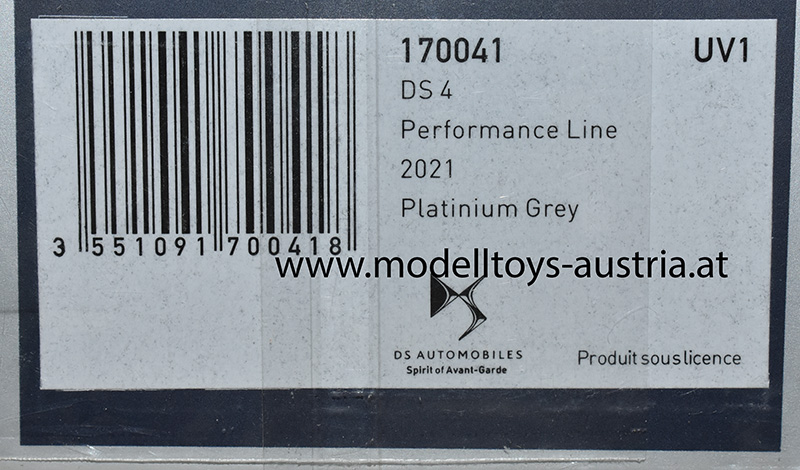 170041 UV1
DS 4
Performance Line
2021
Platinium Grey
3 551091 700418
www.modelltoys-austria.at
DS AUTOMOBILES
Spirit of Avant-Garde
Produit sous licence